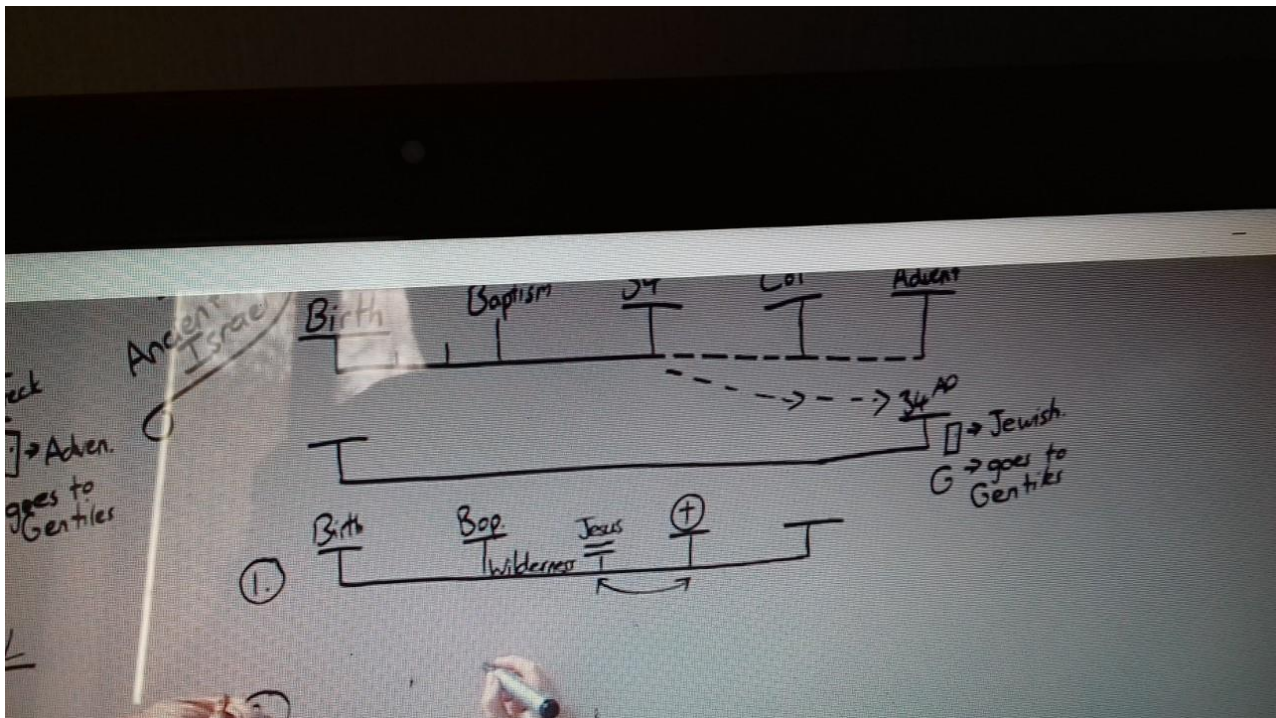 Ancient
Israel
Birth
Baptism
Advent
eck
→ Adven.
goes to
Gentiles
34 AD
→ Jewish.
G → goes to
Gentiles
1.
Birth
Bap.
Wilderness
Jesus